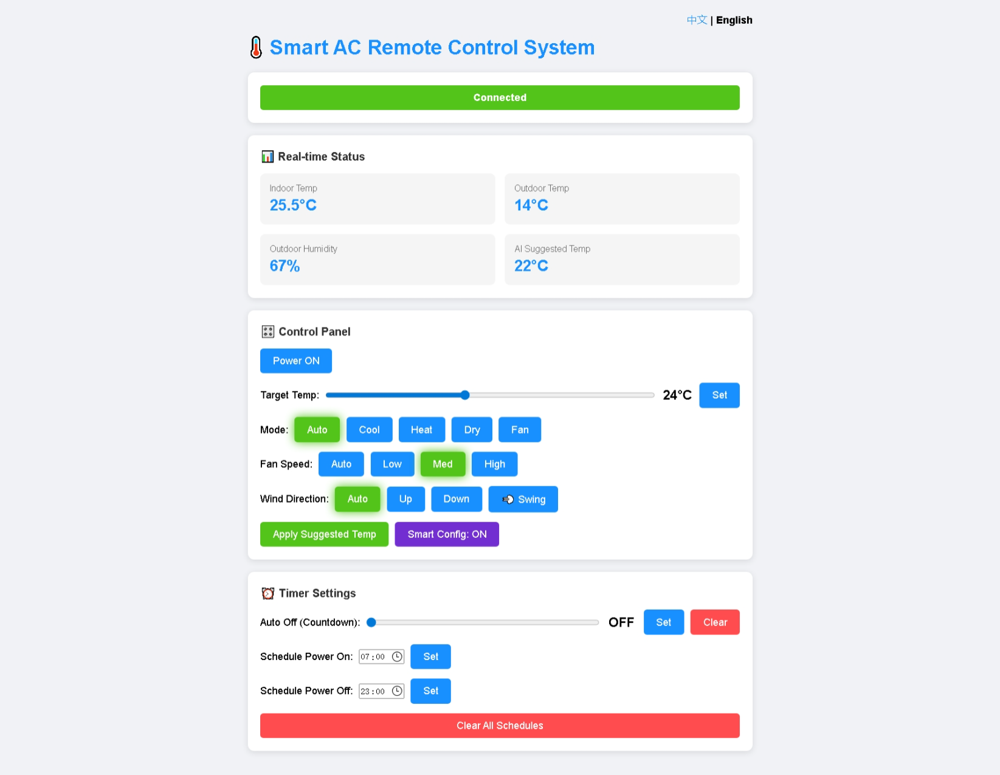 中文 | English
Smart AC Remote Control System
Connected
Real-time Status
Indoor Temp
25.5°C
Outdoor Temp
14°C
Outdoor Humidity
67%
AI Suggested Temp
22°C
Control Panel
Power ON
Target Temp: 24°C Set
Mode: Auto Cool Heat Dry Fan
Fan Speed: Auto Low Med High
Wind Direction: Auto Up Down Swing
Apply Suggested Temp Smart Config: ON
Timer Settings
Auto Off (Countdown): OFF Set Clear
Schedule Power On: 07:00 Set
Schedule Power Off: 23:00 Set
Clear All Schedules